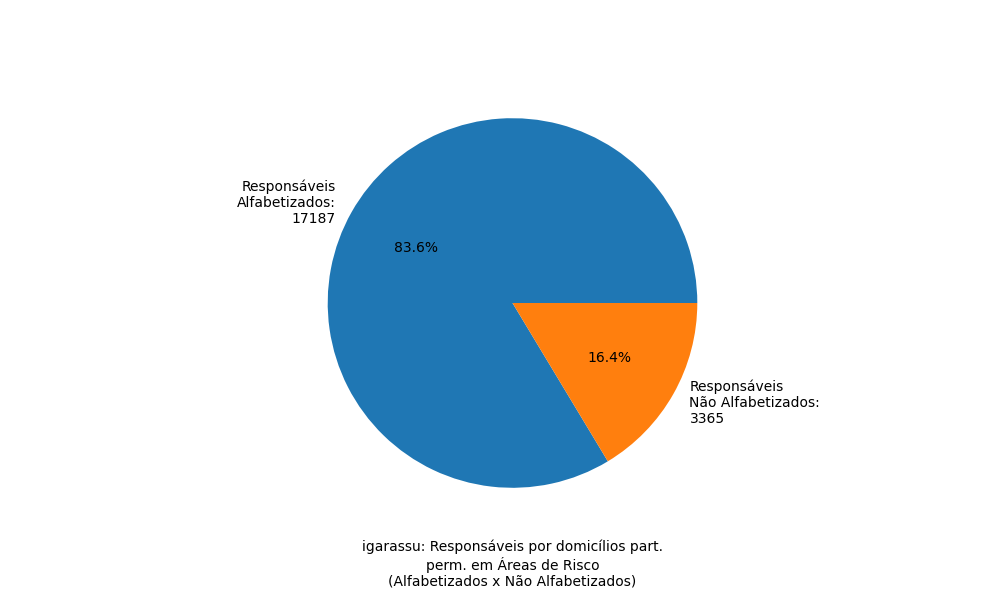 Responsáveis
Alfabetizados:
17187
83.6%
16.4%
Responsáveis
Não Alfabetizados:
3365
igarassu: Responsáveis por domicílios part.
perm. em Áreas de Risco
(Alfabetizados x Não Alfabetizados)